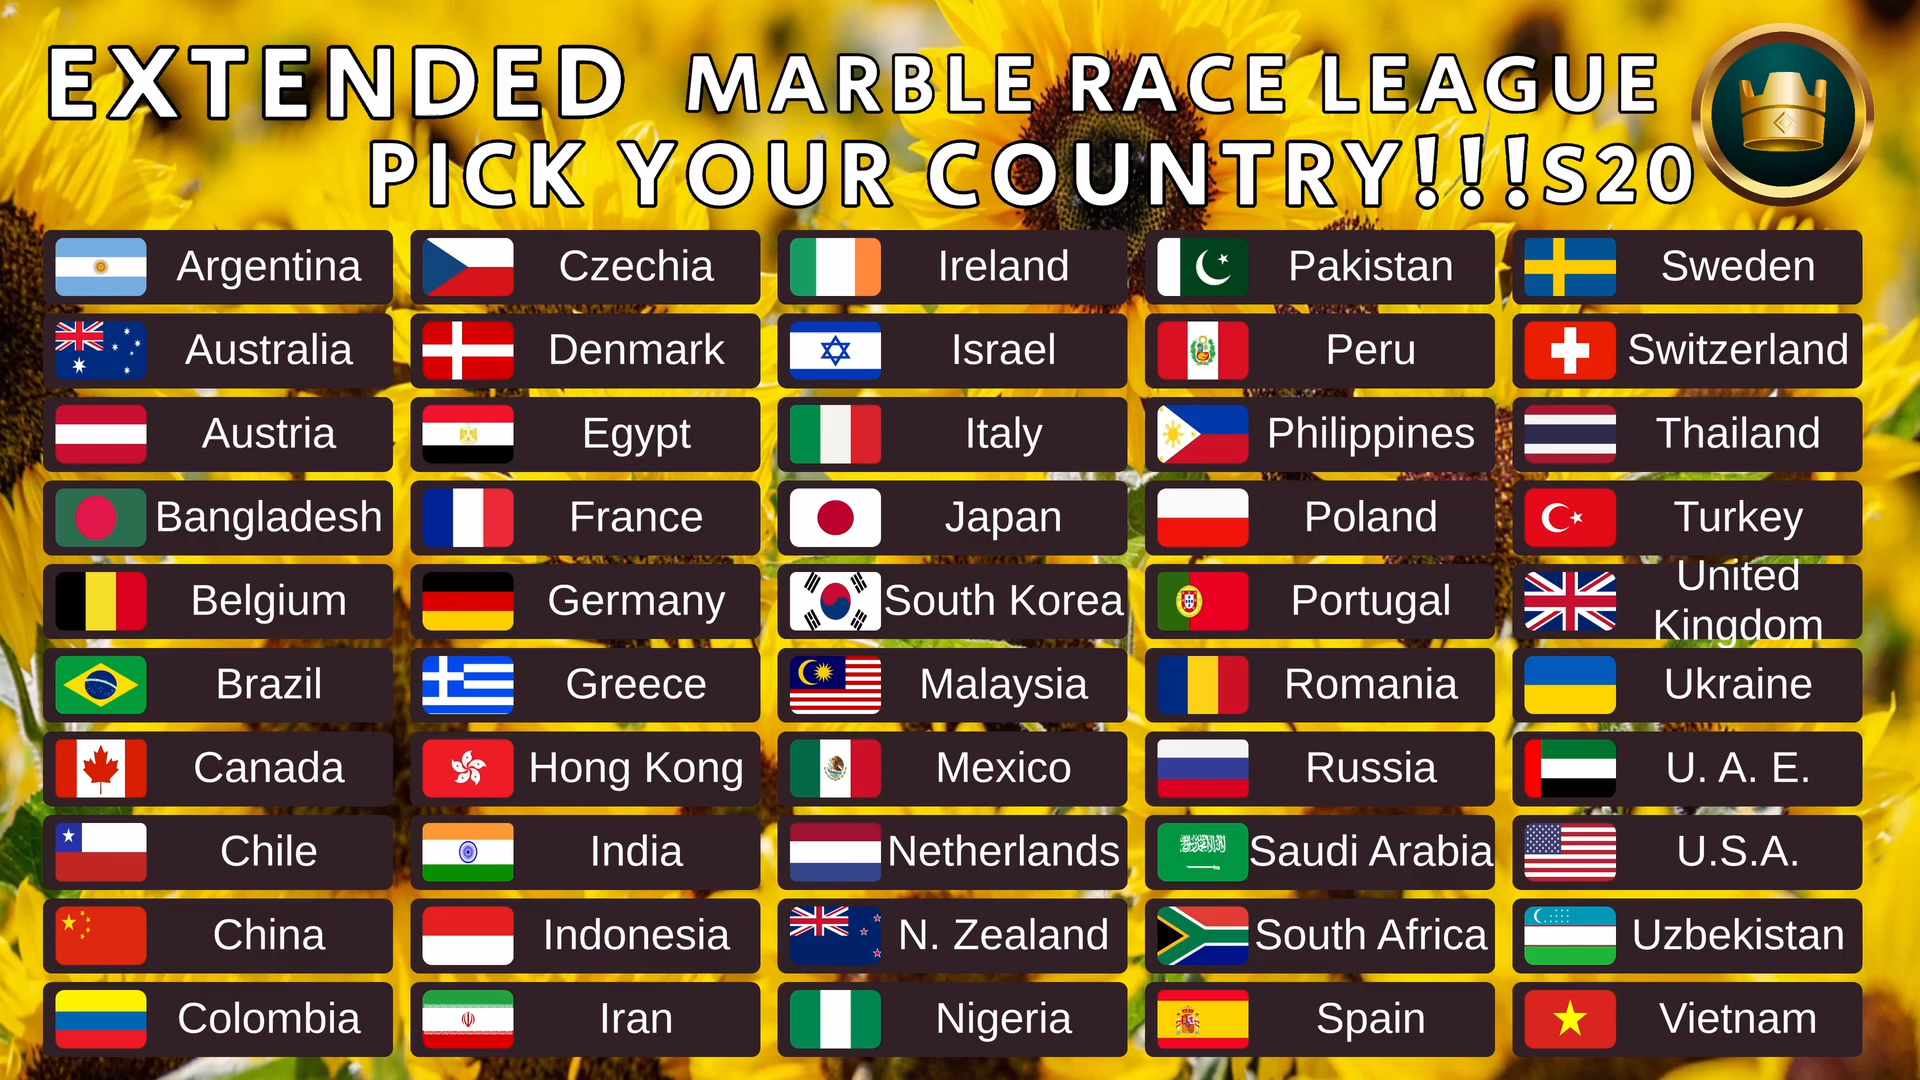 EXTENDED MARBLE RACE LEAGUE
PICK YOUR COUNTRY!!!S20
Argentina
Australia
Austria
Bangladesh
Belgium
Brazil
Canada
Chile
China
Colombia
Czechia
Denmark
Egypt
France
Germany
Greece
Hong Kong
India
Indonesia
Iran
Ireland
Israel
Italy
Japan
South Korea
Malaysia
Mexico
Netherlands
N. Zealand
Nigeria
Pakistan
Peru
Philippines
Poland
Portugal
Romania
Russia
Saudi Arabia
South Africa
Spain
Sweden
Switzerland
Thailand
Turkey
United
Kingdom
Ukraine
U. A. E.
U.S.A.
Uzbekistan
Vietnam